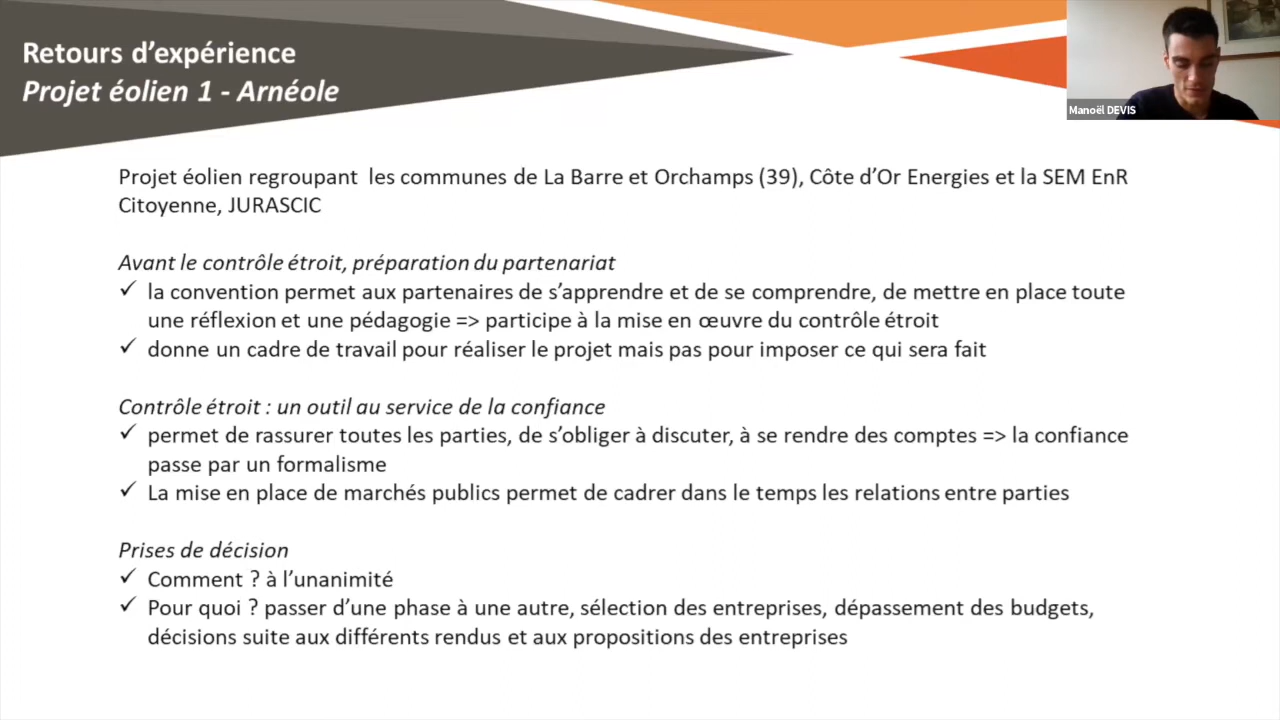 Retours d'expérience
Projet éolien 1 - Arnéole
Manoël DEVIS
Projet éolien regroupant les communes de La Barre et Orchamps (39), Côte d'Or Energies et la SEM EnR
Citoyenne, JURASCIC
Avant le contrôle étroit, préparation du partenariat
✓ la convention permet aux partenaires de s'apprendre et de se comprendre, de mettre en place toute
une réflexion et une pédagogie => participe à la mise en œuvre du contrôle étroit
✓ donne un cadre de travail pour réaliser le projet mais pas pour imposer ce qui sera fait
Contrôle étroit : un outil au service de la confiance
✓ permet de rassurer toutes les parties, de s'obliger à discuter, à se rendre des comptes => la confiance
passe par un formalisme
✓ La mise en place de marchés publics permet de cadrer dans le temps les relations entre parties
Prises de décision
✓ Comment ? à l'unanimité
✓ Pour quoi ? passer d'une phase à une autre, sélection des entreprises, dépassement des budgets,
décisions suite aux différents rendus et aux propositions des entreprises